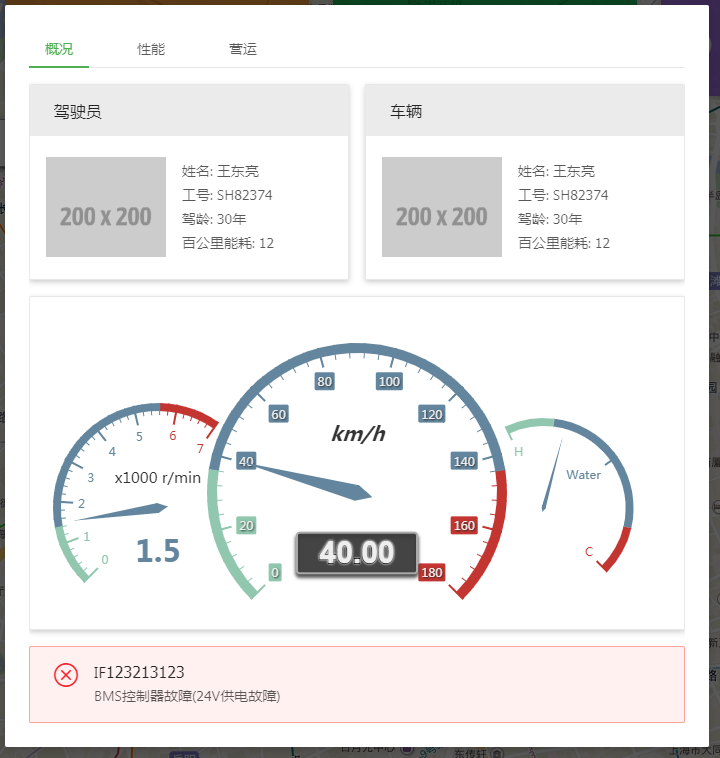 概况
性能
营运
驾驶员
200 x 200
姓名: 王东亮
工号: SH82374
驾龄: 30年
百公里能耗: 12
车辆
200 x 200
姓名: 王东亮
工号: SH82374
驾龄: 30年
百公里能耗: 12
0
1
2
3
4
5
6
7
x1000 r/min
1.5
0
20
40
60
80
100
120
140
160
180
km/h
40.00
H
Water
C
IF123213123
BMS控制器故障(24V供电故障)